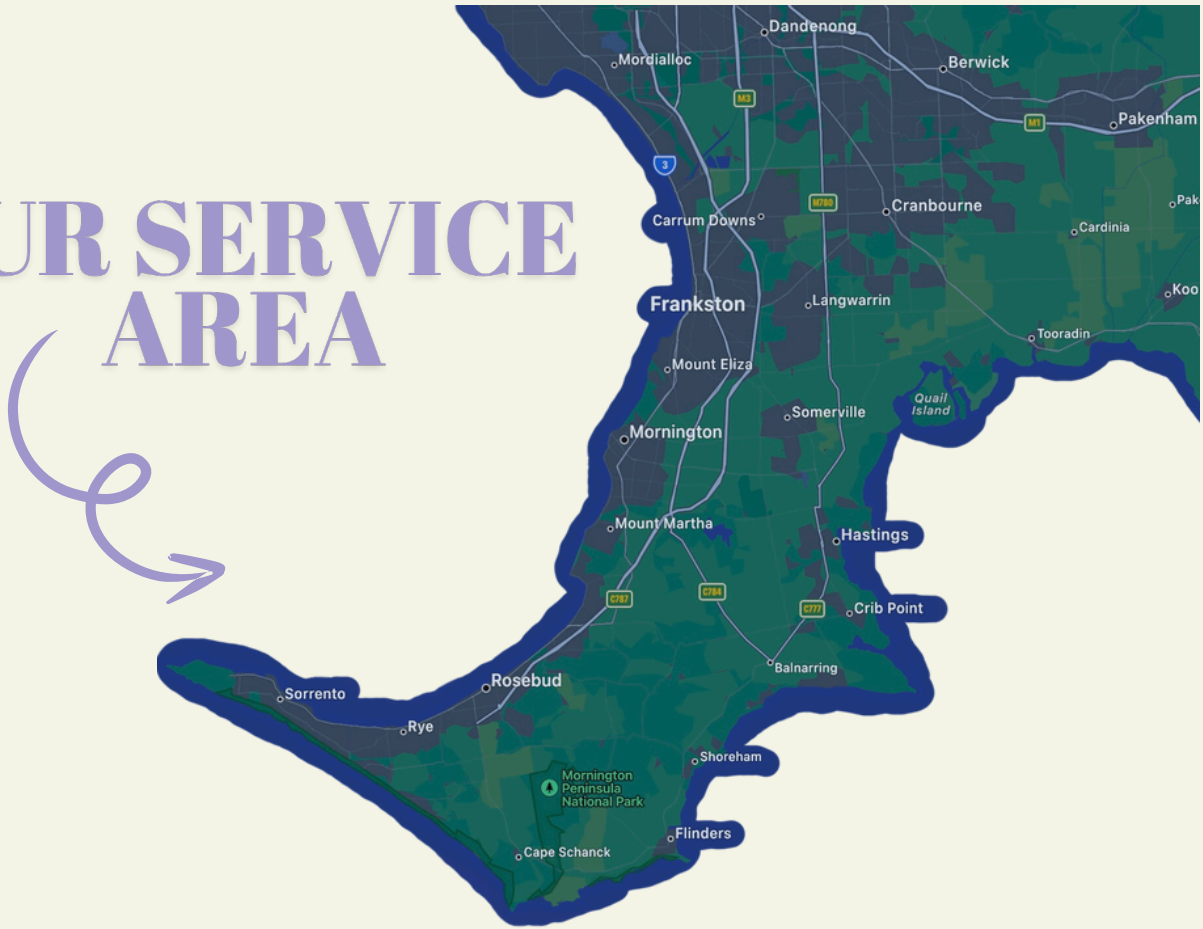 UR SERVICE
AREA
Dandenong
Mordialloc
Berwick
M3
M1
Pakenham
3
M780
Carrum Downs
Cranbourne
Pak
Cardinia
Frankston
Langwarrin
Koo
Tooradin
Mount Eliza
Quail
Island
Somerville
Mornington
Mount Martha
Hastings
C787
C784
C777
Crib Point
Balnarring
Rosebud
Sorrento
Rye
Shoreham
Mornington
Peninsula
National Park
Flinders
Cape Schanck